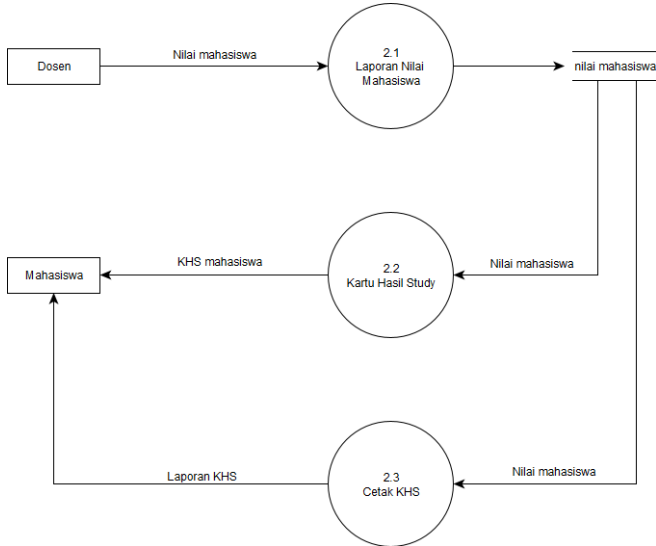 Nilai mahasiswa
Dosen
2.1
Laporan Nilai
Mahasiswa
nilai mahasiswa
Mahasiswa
KHS mahasiswa
2.2
Kartu Hasil Study
Nilai mahasiswa
Laporan KHS
2.3
Cetak KHS
Nilai mahasiswa